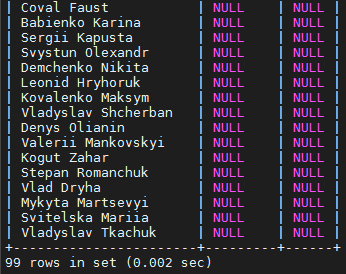 | Coval Faust | NULL | NULL |
| Babienko Karina | NULL | NULL |
| Sergii Kapusta | NULL | NULL |
| Svystun Olexandr | NULL | NULL |
| Demchenko Nikita | NULL | NULL |
| Leonid Hryhoruk | NULL | NULL |
| Kovalenko Maksym | NULL | NULL |
| Vladyslav Shcherban | NULL | NULL |
| Denys Olianin | NULL | NULL |
| Valerii Mankovskyi | NULL | NULL |
| Kogut Zahar | NULL | NULL |
| Stepan Romanchuk | NULL | NULL |
| Vlad Dryha | NULL | NULL |
| Mykyta Martsevyi | NULL | NULL |
| Svitelska Mariia | NULL | NULL |
| Vladyslav Tkachuk | NULL | NULL |
+-----------------------+---------+------+
99 rows in set (0.002 sec)